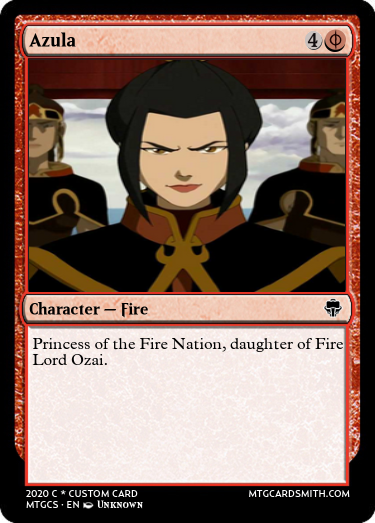 Azula 4
Character — Fire
Princess of the Fire Nation, daughter of Fire
Lord Ozai.
2020 C * CUSTOM CARD
MTGCS · EN Unknown
MTGCARDSMITH.COM